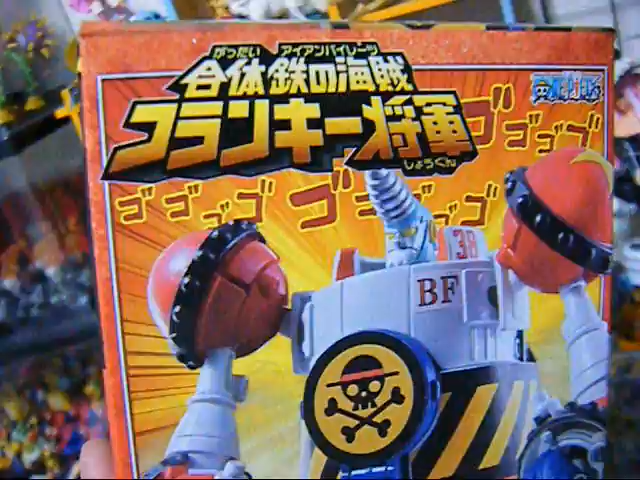 がったい アイアンパイレーツ
合体 鉄の海賊
ONE PIECE
フランキー将軍
しょうぐん
ゴゴゴゴ
ゴゴゴゴ ゴゴゴゴゴ
38
BF